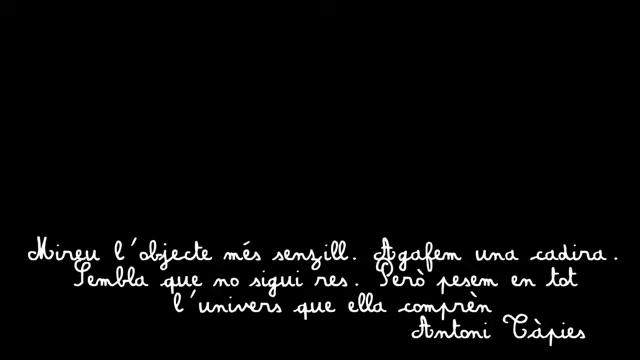 Mireu l'objecte més senzill. Agafem una cadira.
Sembla que no sigui res. Però pesem en tot
l'univers que ella comprèn
Antoni Tàpies